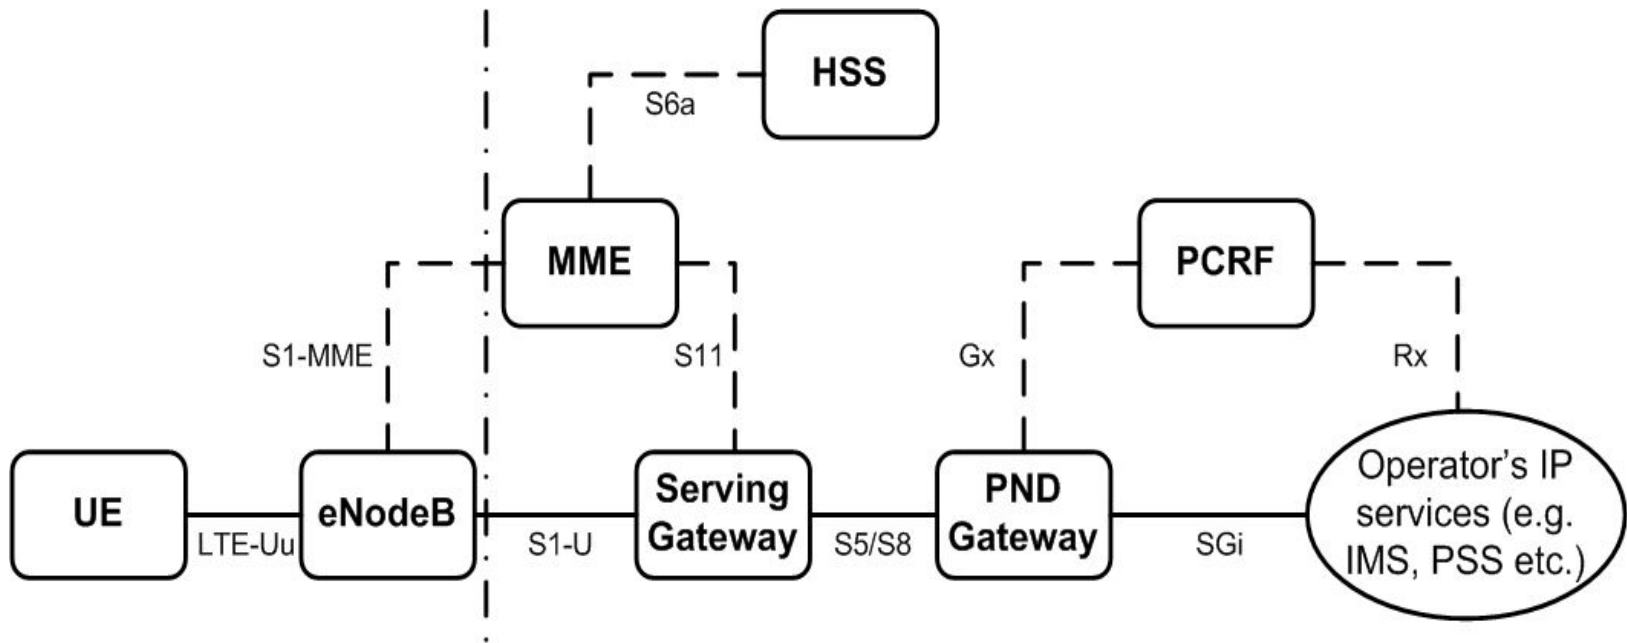 HSS
S6a
MME
PCRF
S1-MME
S11
Gx
Rx
UE
LTE-Uu
eNodeB
S1-U
Serving
Gateway
S5/S8
PND
Gateway
SGi
Operator's IP
services (e.g.
IMS, PSS etc.)